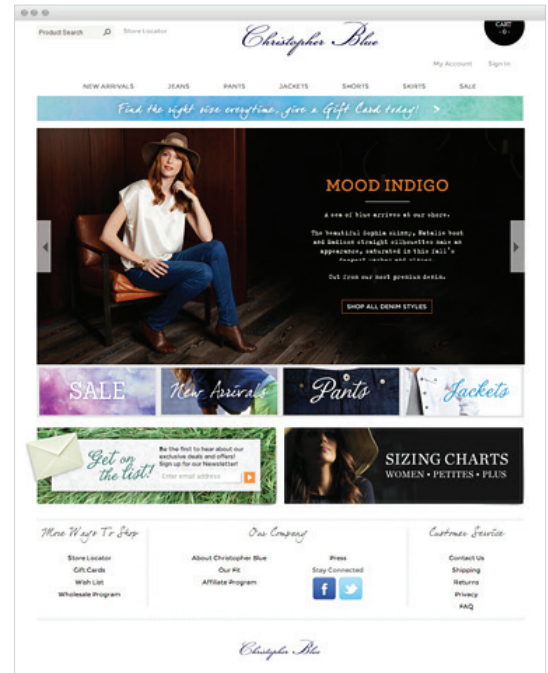 Product Search
Store Locator
Christopher Blue
CART
-0-
My Account
Sign In
NEW ARRIVALS JEANS PANTS JACKETS SHORTS SKIRTS SALE
Find the right size everytime, give a Gift Card today! >
MOOD INDIGO
A sea of blue arrives at our shore.
The beautiful Sophia skinny, Natalie boot
and Madison straight silhouettes make an
appearance, saturated in this fall's
deepest washes and
Cut from our most premium denim.
SHOP ALL DENIM STYLES
SALE
New Arrivals
Pants
Jackets
Get on
the list!
Be the first to hear about our
exclusive deals and offers!
Sign up for our Newsletter!
Enter email address
SIZING CHARTS
WOMEN • PETITES • PLUS
More Ways To Shop
Store Locator
Gift Cards
Wish List
Wholesale Program
Our Company
About Christopher Blue
Our Fit
Affiliate Program
Press
Stay Connected
f
Customer Service
Contact Us
Shipping
Returns
Privacy
FAQ
Christopher Blue